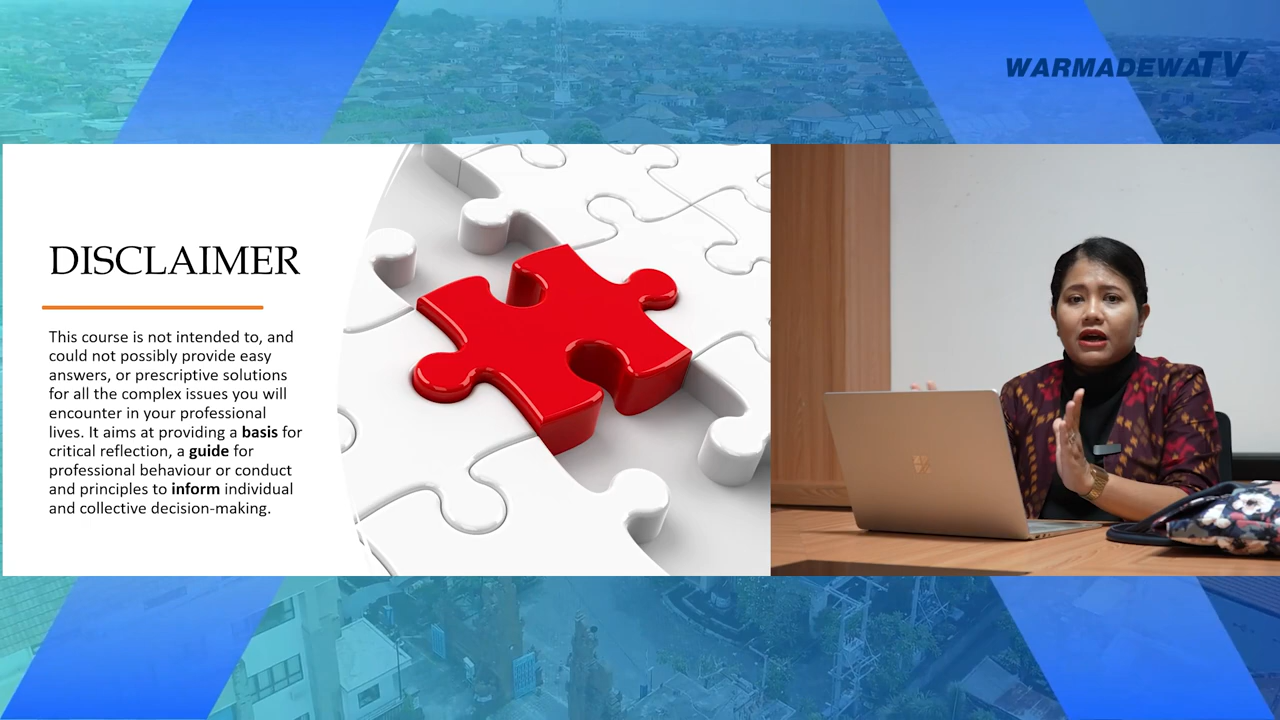 WARMADEWATV
DISCLAIMER
This course is not intended to, and
could not possibly provide easy
answers, or prescriptive solutions
for all the complex issues you will
encounter in your professional
lives. It aims at providing a basis for
critical reflection, a guide for
professional behaviour or conduct
and principles to inform individual
and collective decision-making.